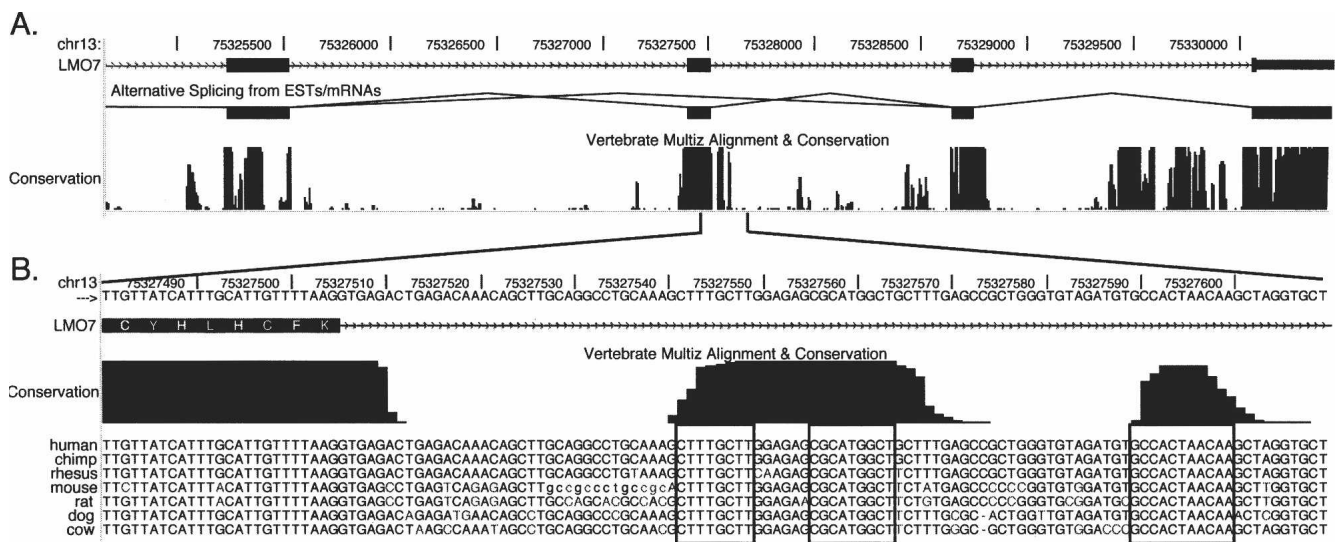 A.
chr13: 75325500 75326000 75326500 75327000 75327500 75328000 75328500 75329000 75329500 75330000
LMO7
Alternative Splicing from ESTs/mRNAs
Vertebrate Multiz Alignment & Conservation
Conservation
B.
chr13 75327490 75327500 75327510 75327520 75327530 75327540 75327550 75327560 75327570 75327580 75327590 75327600
---> TTGTTATCATTTGCATTGTTTTAAGGTGAGACTGAGACAAACAGCTTGCAGGCCTGCAAAGCTTTGCTTGGAGAGCGCATGGCTGCTTTGAGCCGCTGGGTGTAGATGTGCCACTAACAAGCTAGGTGCT
LMO7 C Y H L H C F K
Vertebrate Multiz Alignment & Conservation
Conservation
human TTGTTATCATTTGCATTGTTTTAAGGTGAGACTGAGACAAACAGCTTGCAGGCCTGCAAAGCTTTGCTTGGAGAGCGCATGGCTGCTTTGAGCCGCTGGGTGTAGATGTGCCACTAACAAGCTAGGTGCT
chimp TTGTTATCATTTGCATTGTTTTAAGGTGAGACTGAGACAAACAGCTTGCAGGCCTGCAAAGCTTTGCTTGGAGAGCGCATGGCTGCTTTGAGCCGCTGGGTGTAGATGTGCCACTAACAAGCTAGGTGCT
rhesus TTGTTATCATTTGCATTGTTTTAAGGTGAGACTGAGACAAACAGCTTGCAGGCCTGTAAAGCTTTGCTTCAAGAGCGCATGGCTTCTTTGAGCCGCTGGGTGTAGATGTGCCACTAACAAGCTAGGTGCT
mouse TTCTTATCATTTACATTGTTTTAAGGTGAGCCTGAGTCAGAGAGCTTgccgccctgccgcACTTTGCTTGGAGAGCGCATGGCTTCTATGAGCCCCCCGGGTGTGGATGTGCCACTAACAAGCTTGGTGCT
rat TTGTTATCATTTACATTGTTTTAAGGTGAGCCTGAGTCAGAGAGCTTGCCAGCACGCCACGCTTTGCTTGGAGAACGCATGGCTTCTGTGAGCCCCCGGGTGCGGATGCGCCACTAACAAGCTAGGTGCT
dog TTGTTATCATTTGCATTGTTTTAAGGTGAGACAGAGATGAACAGCCTGCAGGCCCGCAAAGCTTTGCTTGGAGAGCGCATGGCTTCTTTGCGC-ACTGGTTGTAGATGTGCCACTAACAAACTCGGTGCT
cow TTGTTATCATTTGCATTGTTTTAAGGTGAGACTAAGCCAAATAGCCTGCAGGCCTGCAACGCTTTGCTTGGAGAGCGCATGGCTTCTTTGGGC-GCTGGGTGTGGACCCGCCACTAACAAGCTAGGTGCT